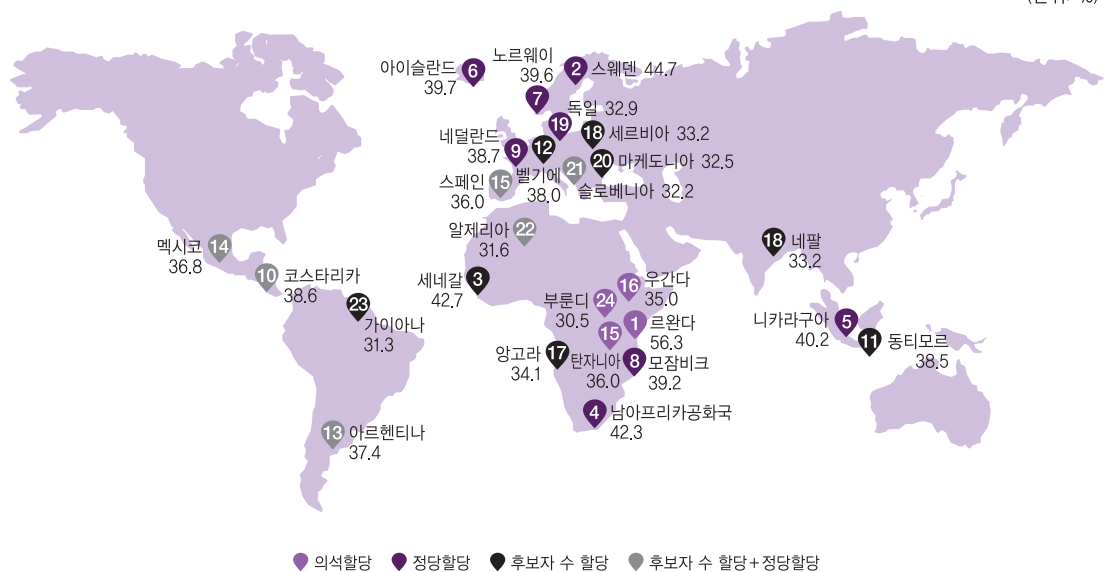 (단위: %)
아이슬란드
39.7
6
노르웨이
39.6
7
2 스웨덴 44.7
독일 32.9
19
18 세르비아 33.2
네덜란드
38.7
9
12
벨기에
38.0
20 마케도니아 32.5
21
슬로베니아 32.2
스페인
36.0
15
알제리아
31.6
22
멕시코
36.8
14
10 코스타리카
38.6
세네갈
42.7
3
16 우간다
35.0
부룬디
30.5
24
18 네팔
33.2
23
가이아나
31.3
1 르완다
56.3
15
탄자니아
36.0
니카라구아
40.2
5
11 동티모르
38.5
앙고라
34.1
17
8 모잠비크
39.2
4 남아프리카공화국
42.3
13 아르헨티나
37.4
의석할당 정당할당 후보자 수 할당 후보자 수 할당+정당할당